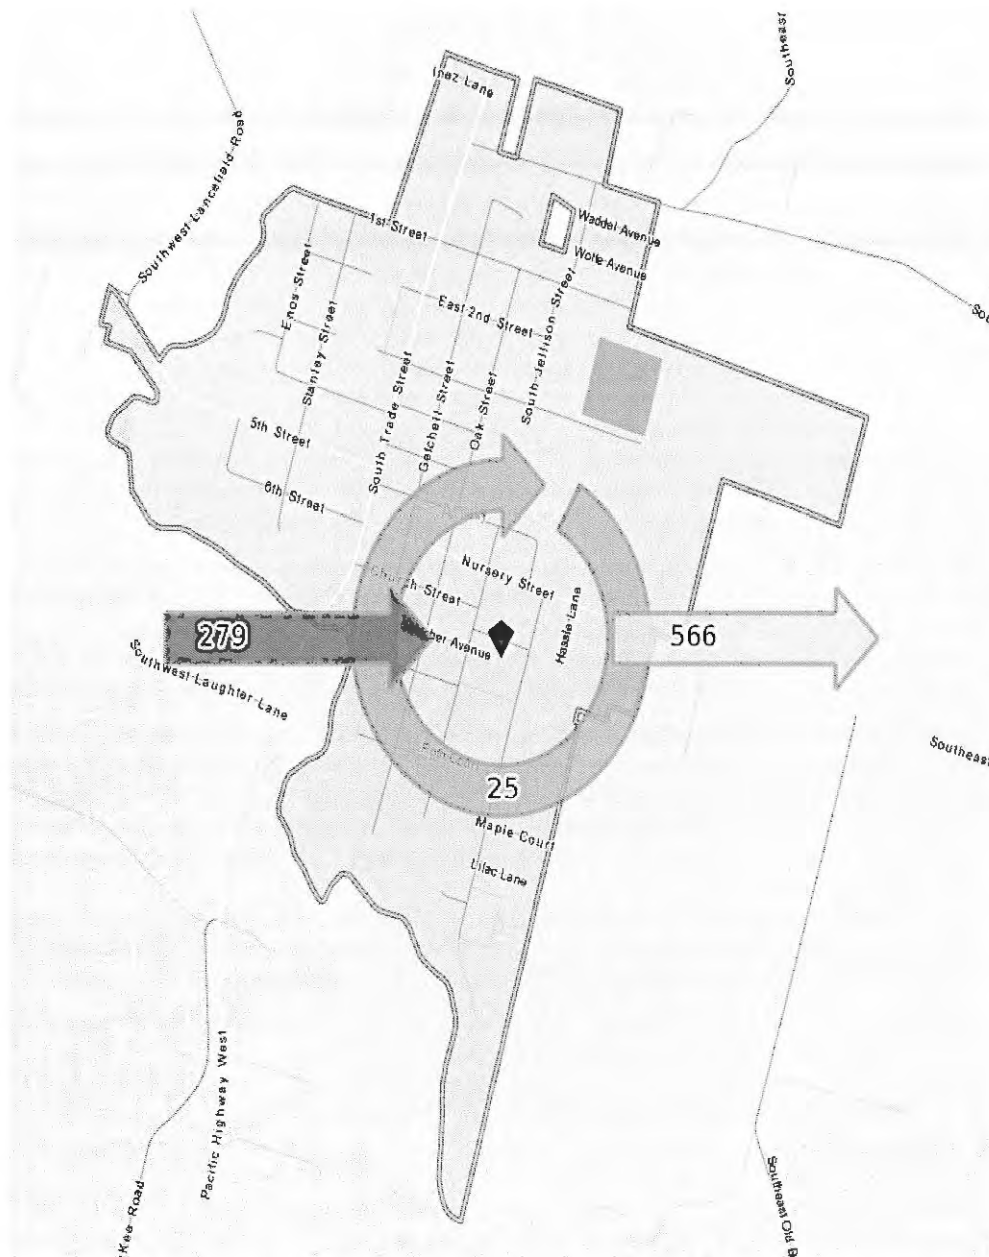 Southeast
Inez Lane
Southwest Lancefield Road
Waddel Avenue
1st Street
Wolfe Avenue
Enos Street
East 2nd Street
Stanley Street
South Jellison Street
South Trade Street
Getchell Street
Oak Street
5th Street
6th Street
Nursery Street
Church Street
Hassie Lane
279
Avenue
566
Southwest Laughter Lane
Southeast
25
Maple Court
Lilac Lane
Pacific Highway West
Kee Road
Southeast Old